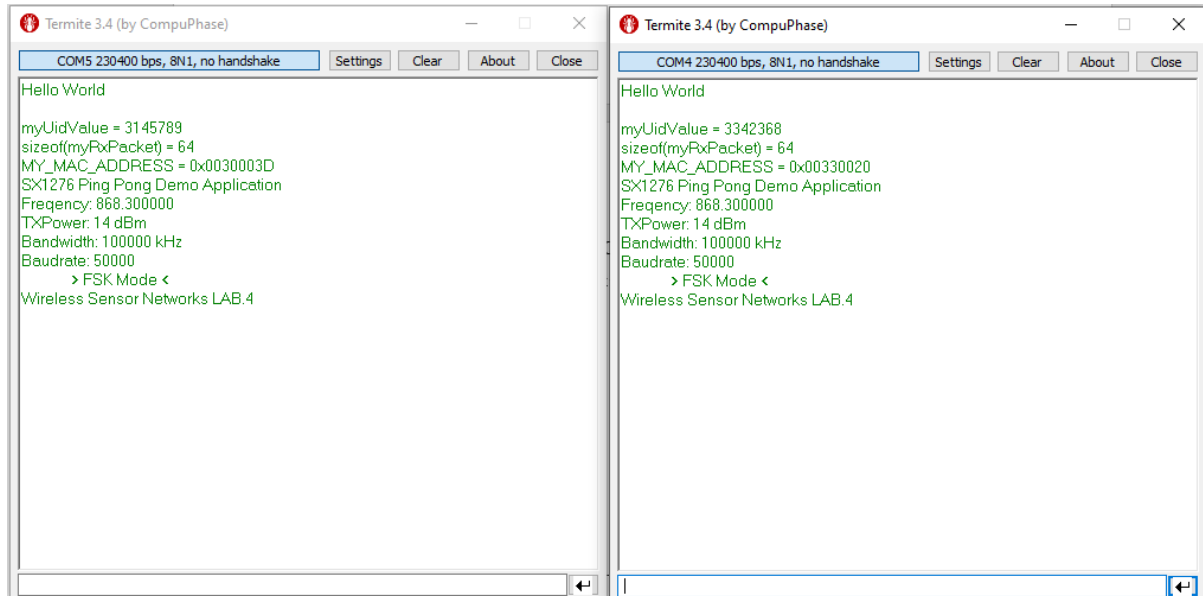 Termite 3.4 (by CompuPhase)
COM5 230400 bps, 8N1, no handshake Settings Clear About Close
Hello World
myUidValue = 3145789
sizeof(myRxPacket) = 64
MY_MAC_ADDRESS = 0x0030003D
SX1276 Ping Pong Demo Application
Freqency: 868.300000
TXPower: 14 dBm
Bandwidth: 100000 kHz
Baudrate: 50000
> FSK Mode <
Wireless Sensor Networks LAB.4
Termite 3.4 (by CompuPhase)
COM4 230400 bps, 8N1, no handshake Settings Clear About Close
Hello World
myUidValue = 3342368
sizeof(myRxPacket) = 64
MY_MAC_ADDRESS = 0x00330020
SX1276 Ping Pong Demo Application
Freqency: 868.300000
TXPower: 14 dBm
Bandwidth: 100000 kHz
Baudrate: 50000
> FSK Mode <
Wireless Sensor Networks LAB.4